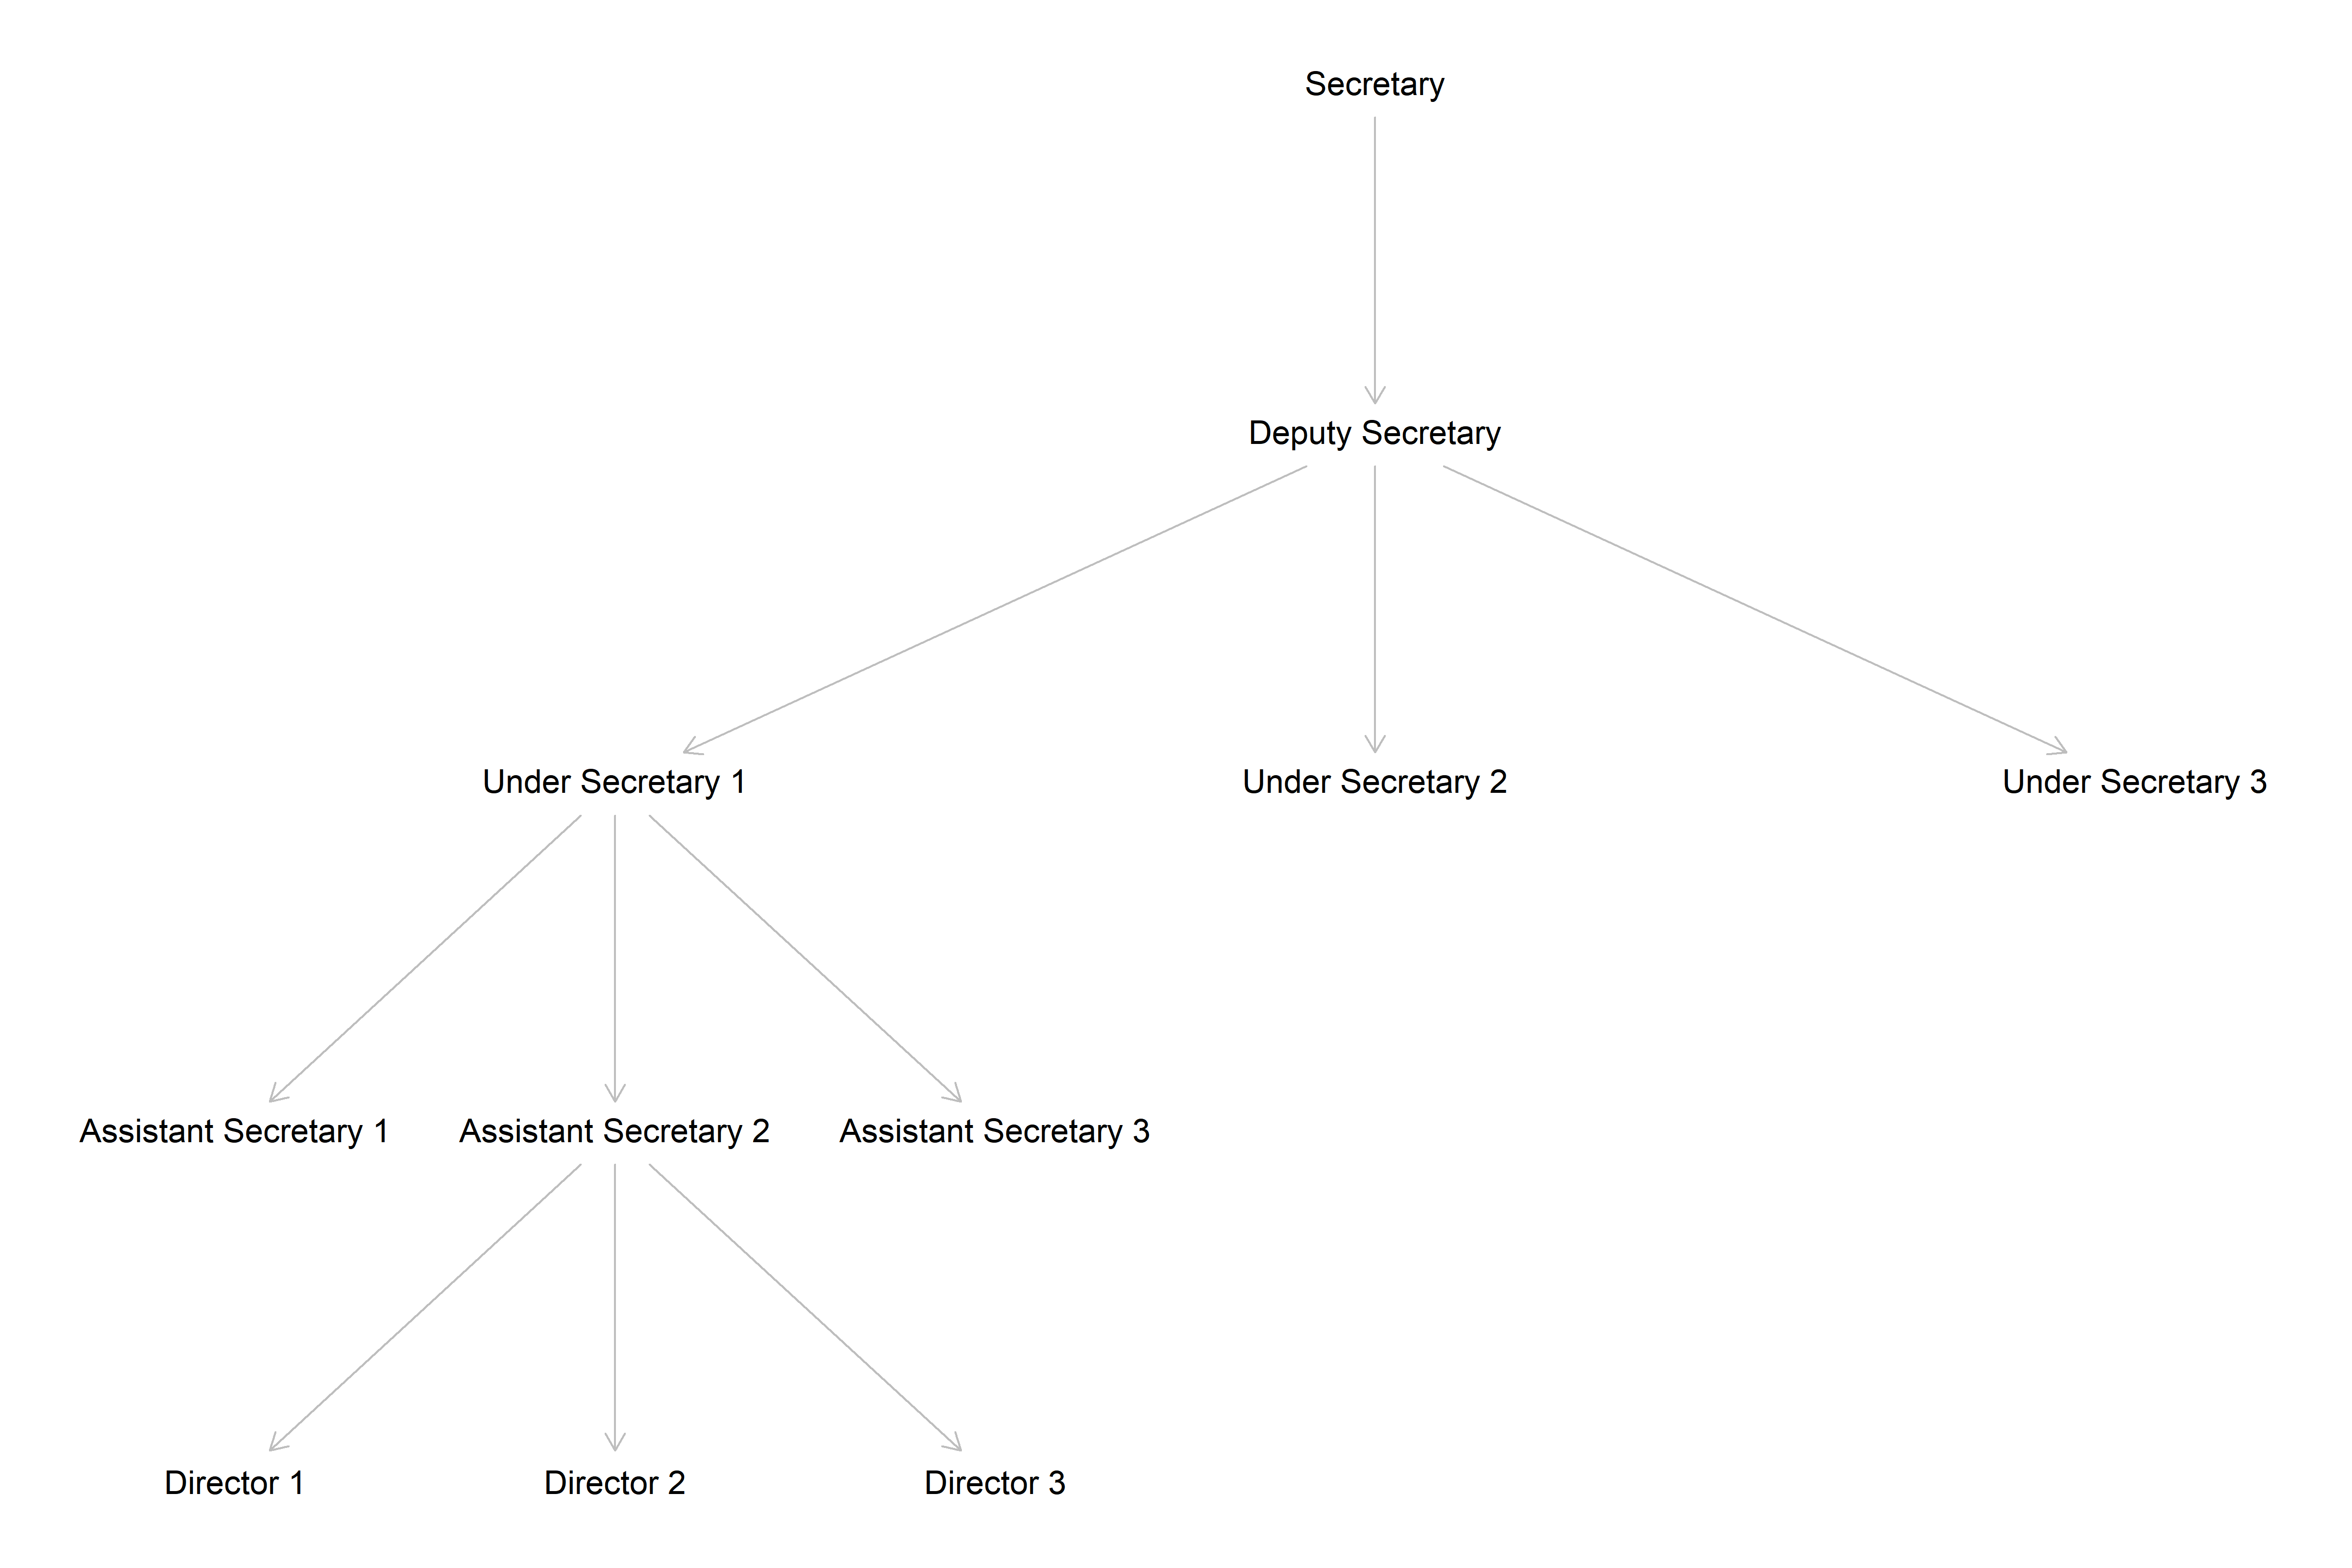 Secretary
Deputy Secretary
Under Secretary 1
Under Secretary 2
Under Secretary 3
Assistant Secretary 1
Assistant Secretary 2
Assistant Secretary 3
Director 1
Director 2
Director 3